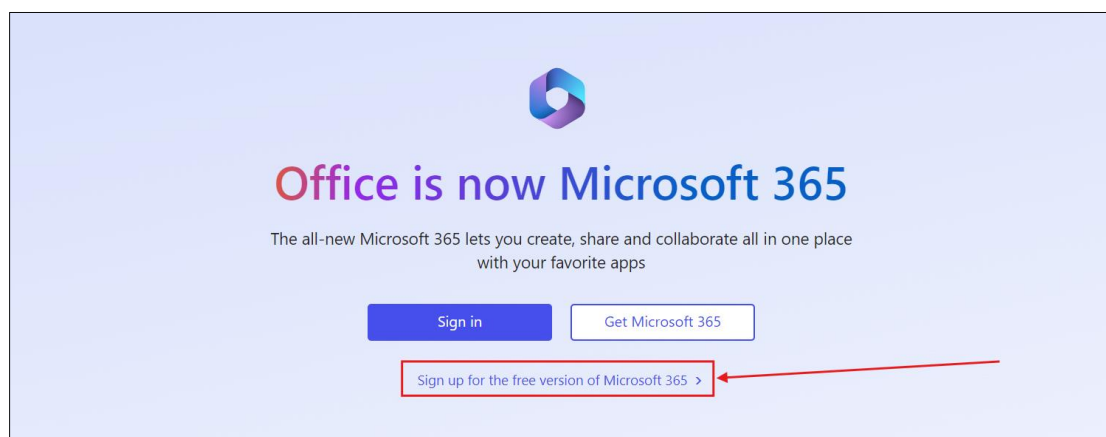 Office is now Microsoft 365
The all-new Microsoft 365 lets you create, share and collaborate all in one place
with your favorite apps
Sign in
Get Microsoft 365
Sign up for the free version of Microsoft 365 >